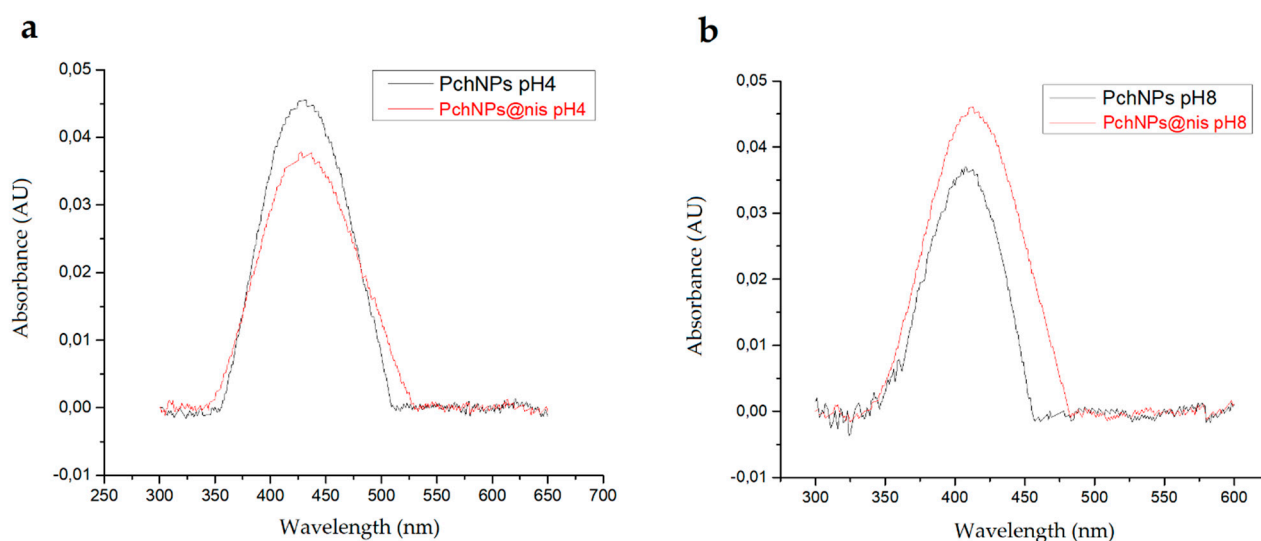 a
0,05
0,04
0,03
0,02
0,01
0,00
-0,01
Absorbance (AU)
PchNPs pH4
PchNPs@nis pH4
250 300 350 400 450 500 550 600 650 700
Wavelength (nm)
b
0,05
0,04
0,03
0,02
0,01
0,00
-0,01
Absorbance (AU)
PchNPs pH8
PchNPs@nis pH8
300 350 400 450 500 550 600
Wavelength (nm)